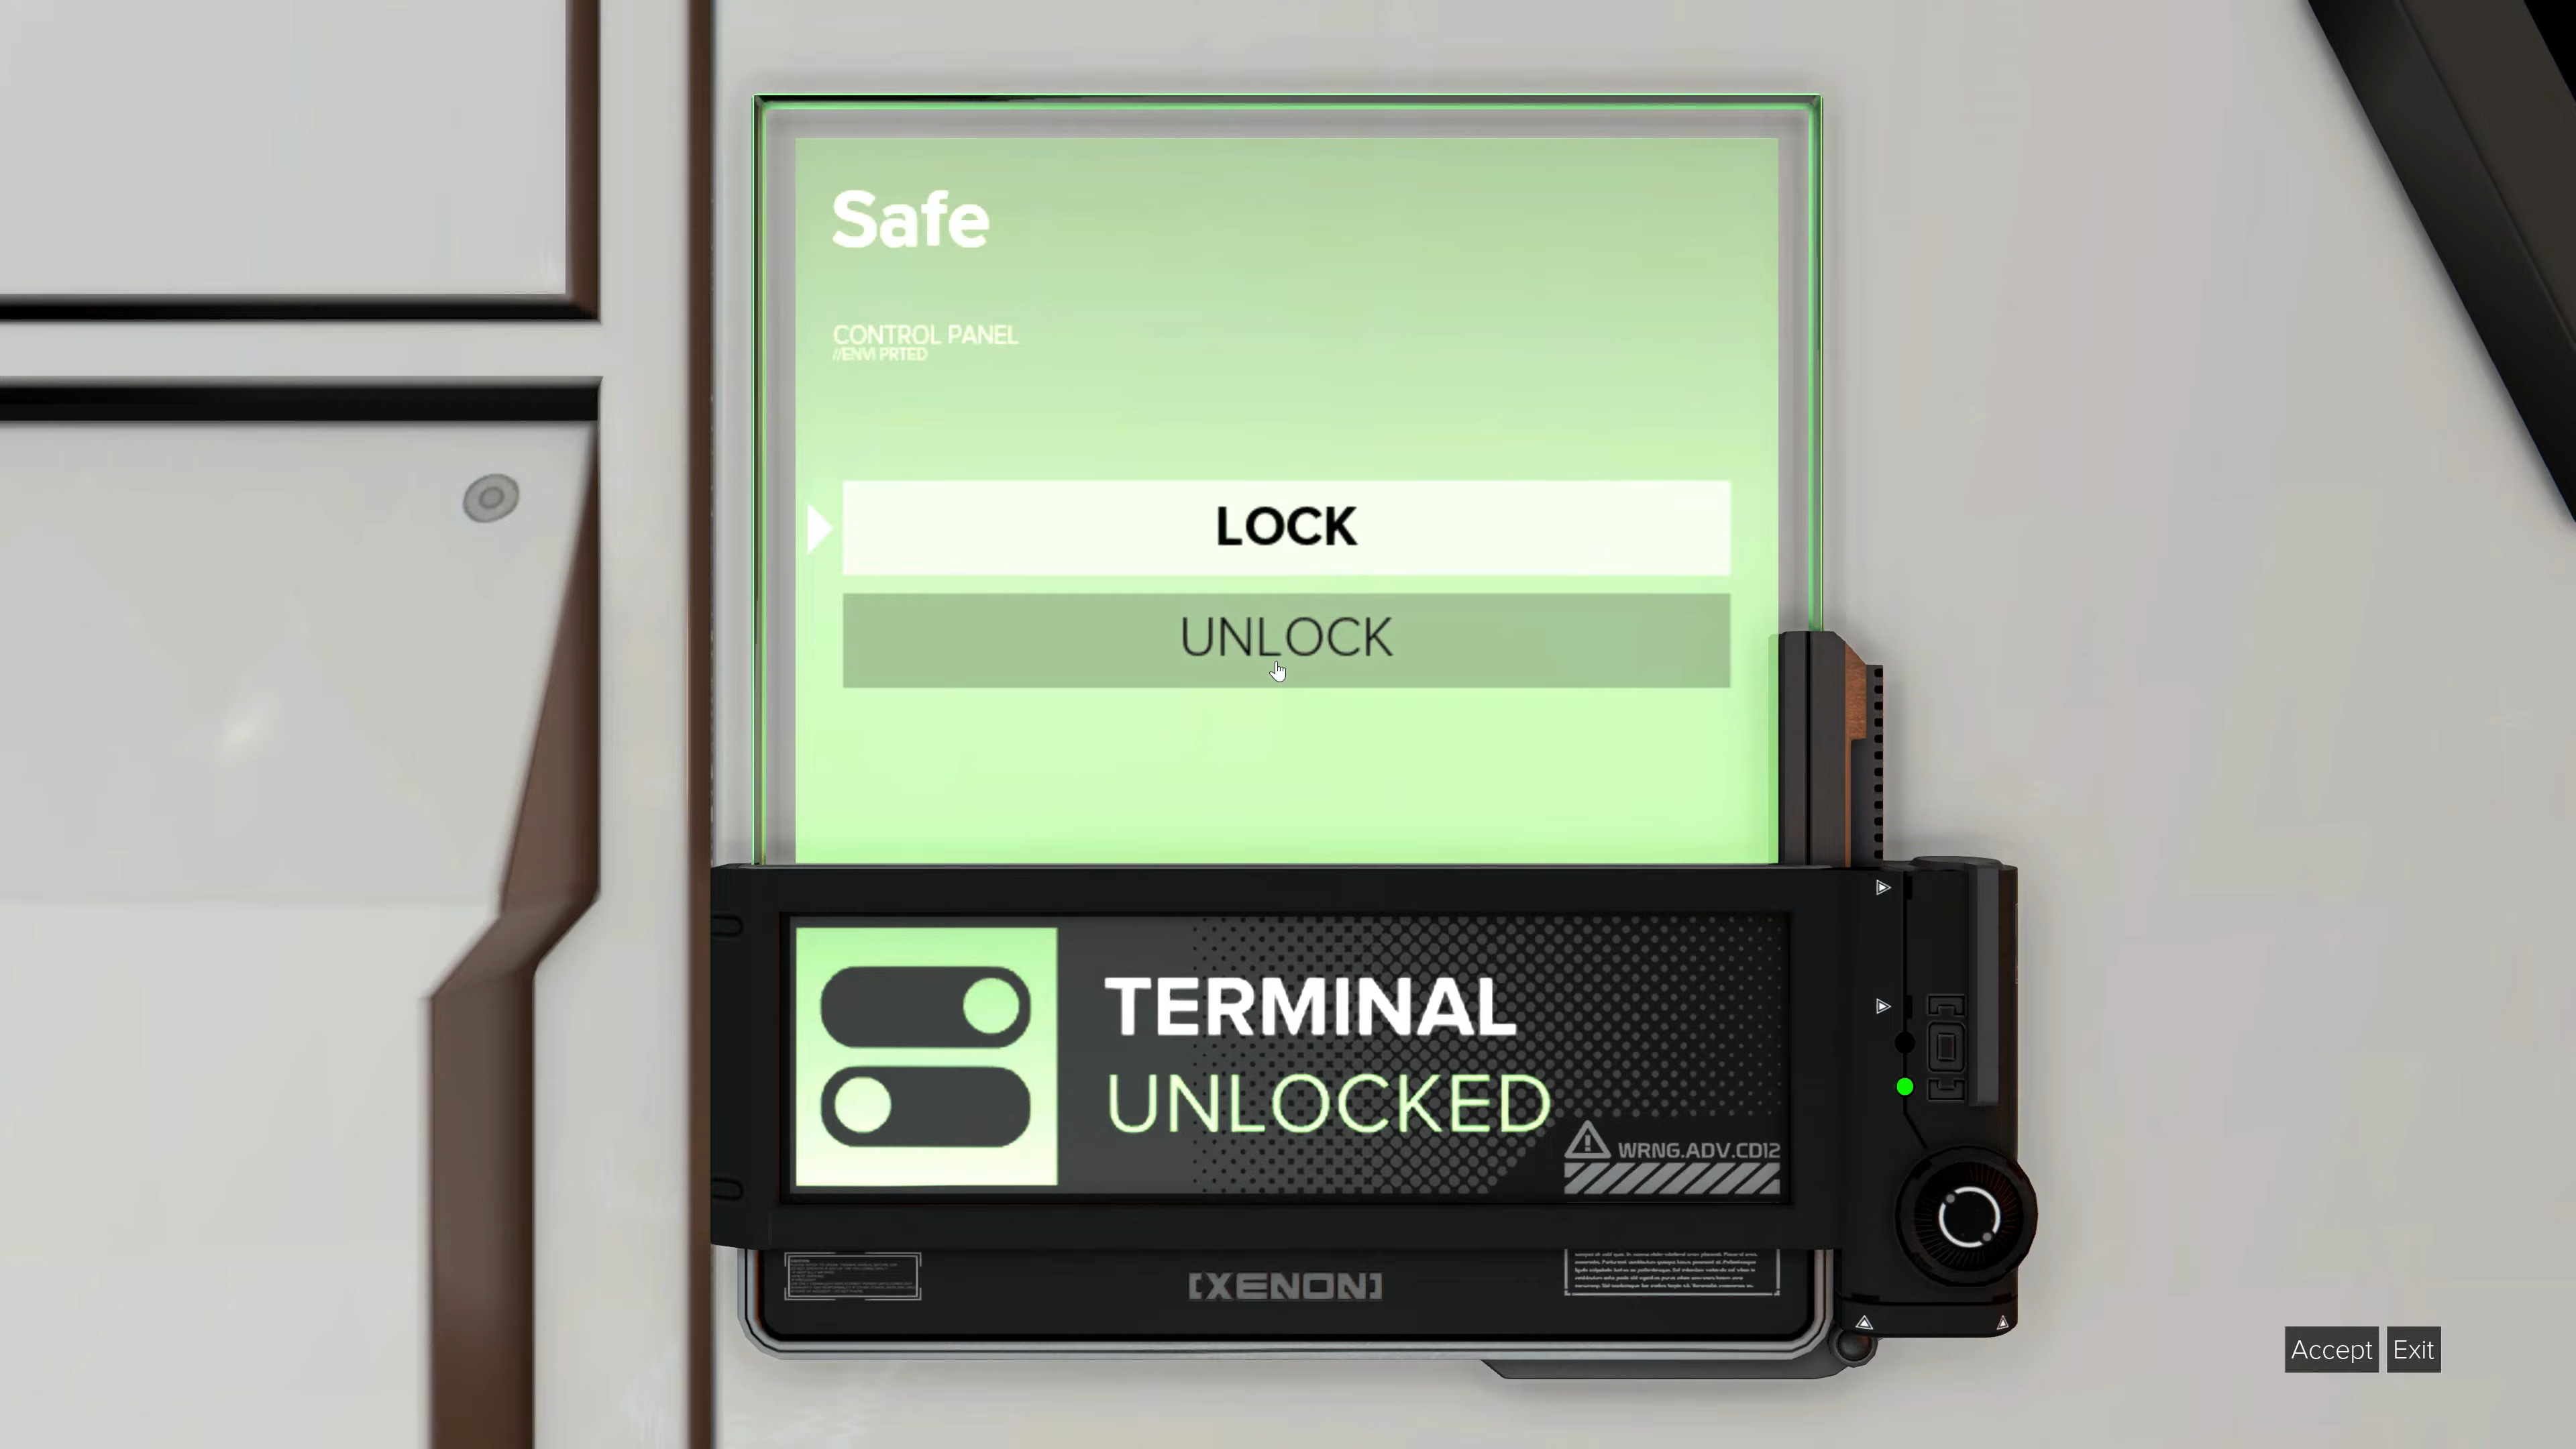 Safe
CONTROL PANEL
//ENVI PRTED
LOCK
UNLOCK
TERMINAL
UNLOCKED
WRNG.ADV.CD12
[XENON]
Accept Exit